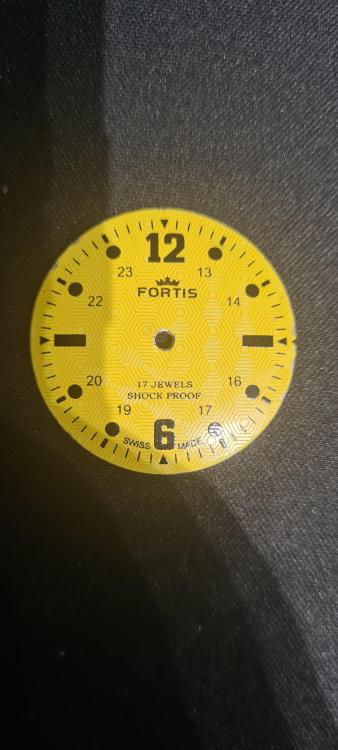 12
23 13
FORTIS
22 14
20 16
17 JEWELS
SHOCK PROOF
19 17
6
SWISS MADE